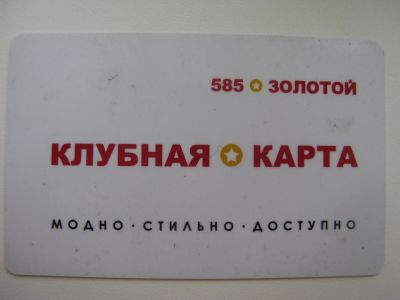 585 ЗОЛОТОЙ
КЛУБНАЯ КАРТА
МОДНО · СТИЛЬНО · ДОСТУПНО